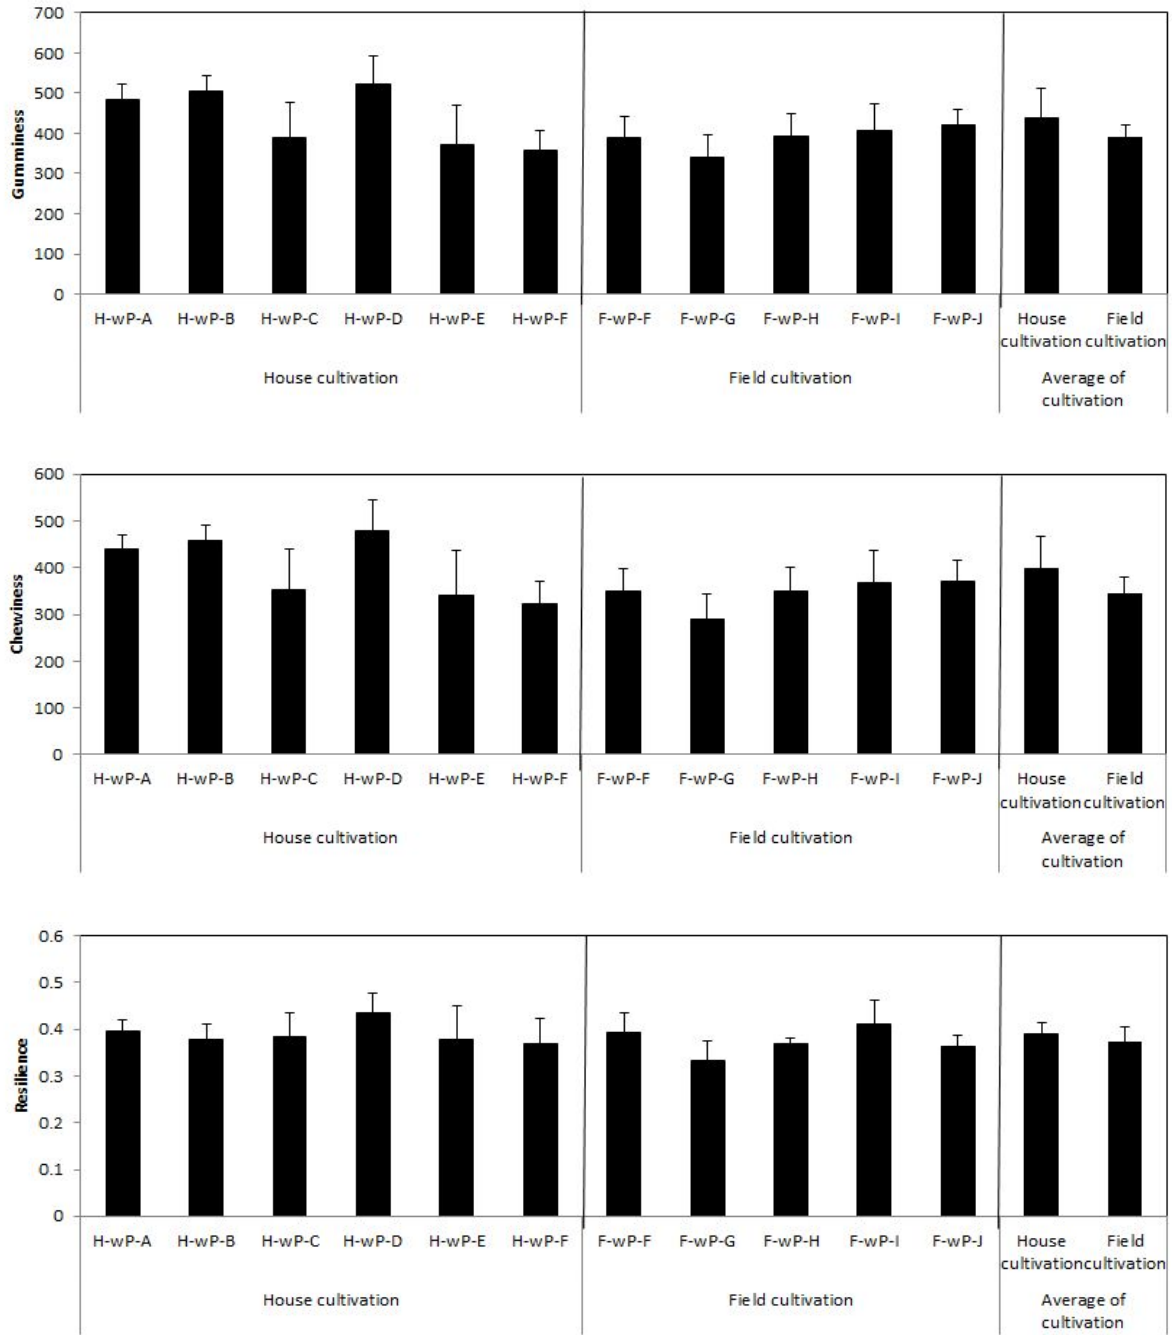 700
600
500
400
300
200
100
0
Gumminess
H-wP-A H-wP-B H-wP-C H-wP-D H-wP-E H-wP-F F-wP-F F-wP-G F-wP-H F-wP-I F-wP-J House Field
cultivation cultivation
House cultivation Field cultivation Average of
cultivation
600
500
400
300
200
100
0
Chewiness
H-wP-A H-wP-B H-wP-C H-wP-D H-wP-E H-wP-F F-wP-F F-wP-G F-wP-H F-wP-I F-wP-J House Field
cultivation cultivation
House cultivation Field cultivation Average of
cultivation
0.6
0.5
0.4
0.3
0.2
0.1
0
Resilience
H-wP-A H-wP-B H-wP-C H-wP-D H-wP-E H-wP-F F-wP-F F-wP-G F-wP-H F-wP-I F-wP-J House Field
cultivation cultivation
House cultivation Field cultivation Average of
cultivation